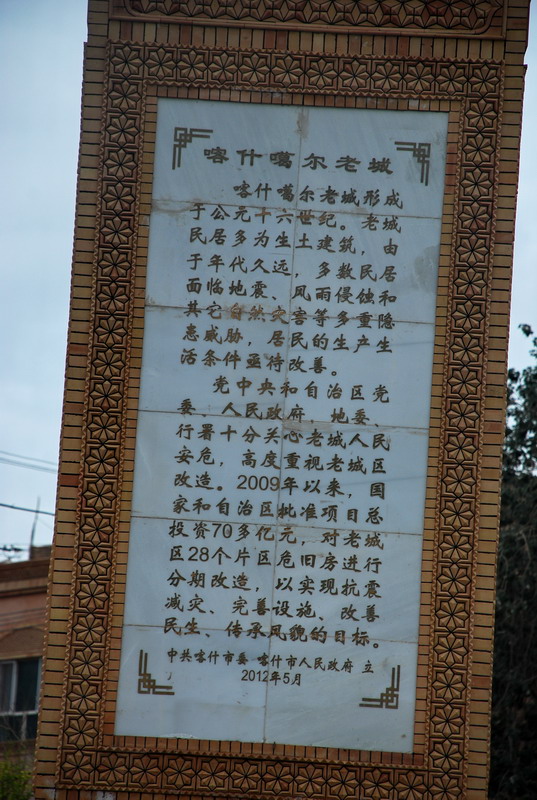 喀什噶尔老城
喀什噶尔老城形成
于公元十六世纪。老城
民居多为生土建筑，由
于年代久远，多数民居
面临地震、风雨侵蚀和
其它自然灾害等多重隐
患威胁，居民的生产生
活条件亟待改善。
党中央和自治区党
委、人民政府，地委、
行署十分关心老城人民
安危，高度重视老城区
改造。2009年以来，国
家和自治区批准项目总
投资70多亿元，对老城
区28个片区危旧房进行
分期改造，以实现抗震
减灾、完善设施、改善
民生、传承风貌的目标。
中共喀什市委 喀什市人民政府 立
2012年5月